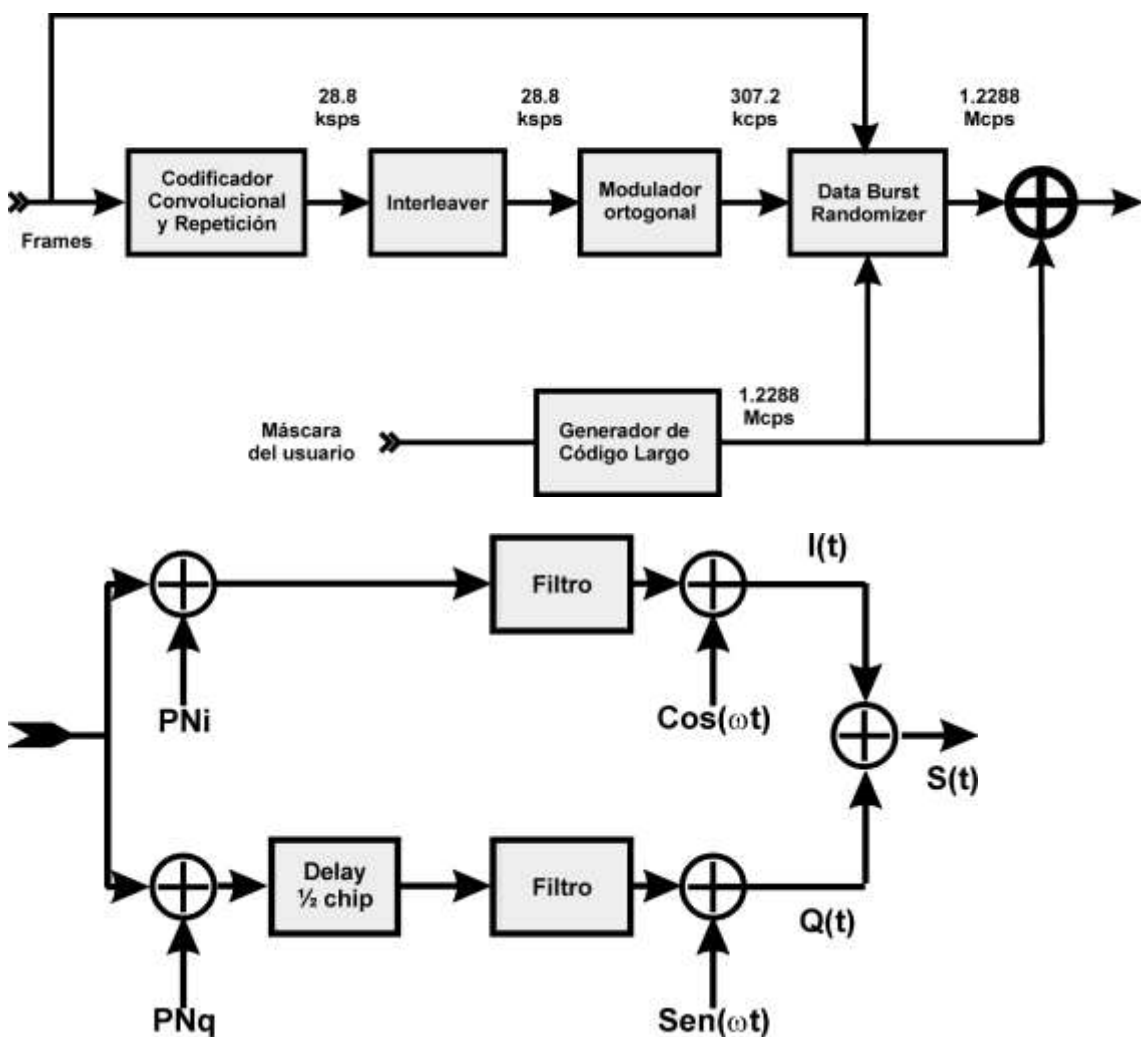 28.8
ksps
28.8
ksps
307.2
kcps
1.2288
Mcps
Codificador
Convolucional
y Repetición
Interleaver
Modulador
ortogonal
Data Burst
Randomizer
Frames
Máscara
del usuario
Generador de
Código Largo
1.2288
Mcps
I(t)
Filtro
PNi
Cos(ωt)
S(t)
Delay
½ chip
Filtro
Q(t)
PNq
Sen(ωt)